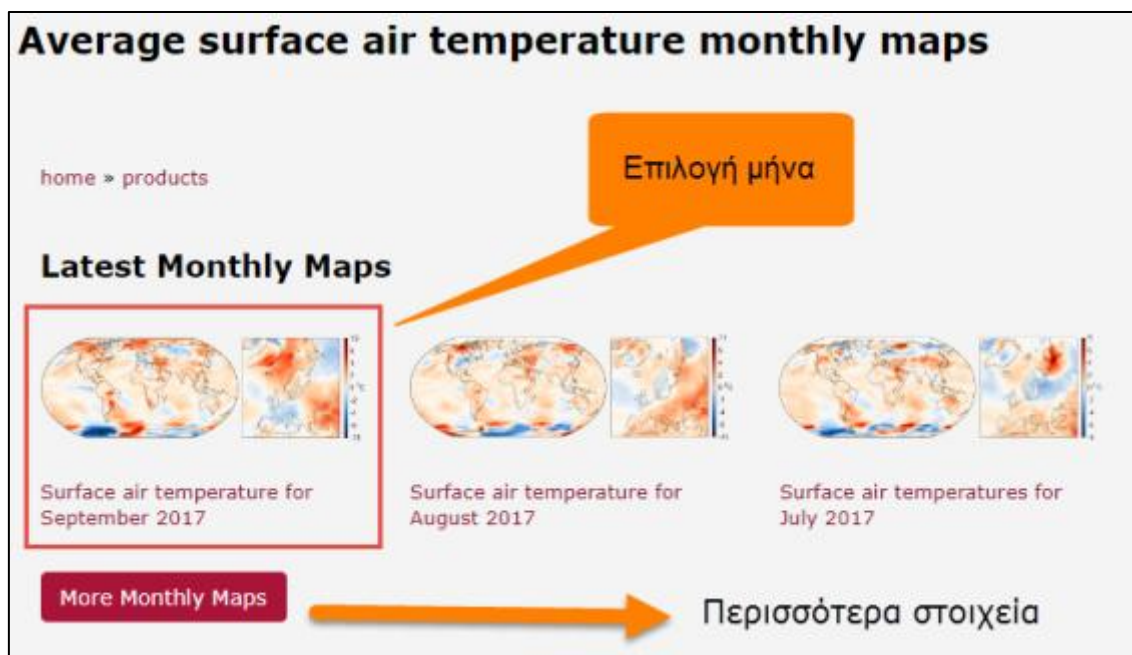 Average surface air temperature monthly maps
Επιλογή μήνα
home » products
Latest Monthly Maps
Surface air temperature for
September 2017
Surface air temperature for
August 2017
Surface air temperatures for
July 2017
More Monthly Maps
Περισσότερα στοιχεία